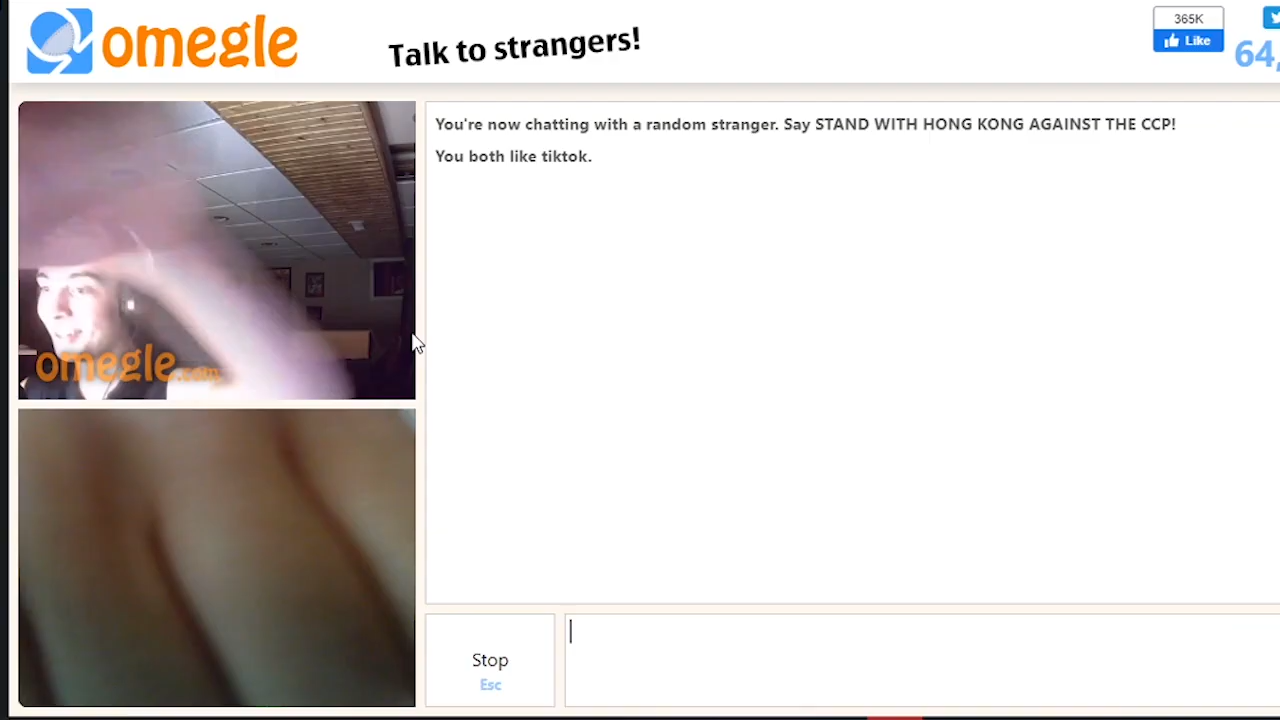 omegle
Talk to strangers!
365K
Like
64,
You're now chatting with a random stranger. Say STAND WITH HONG KONG AGAINST THE CCP!
You both like tiktok.
omegle.com
Stop
Esc